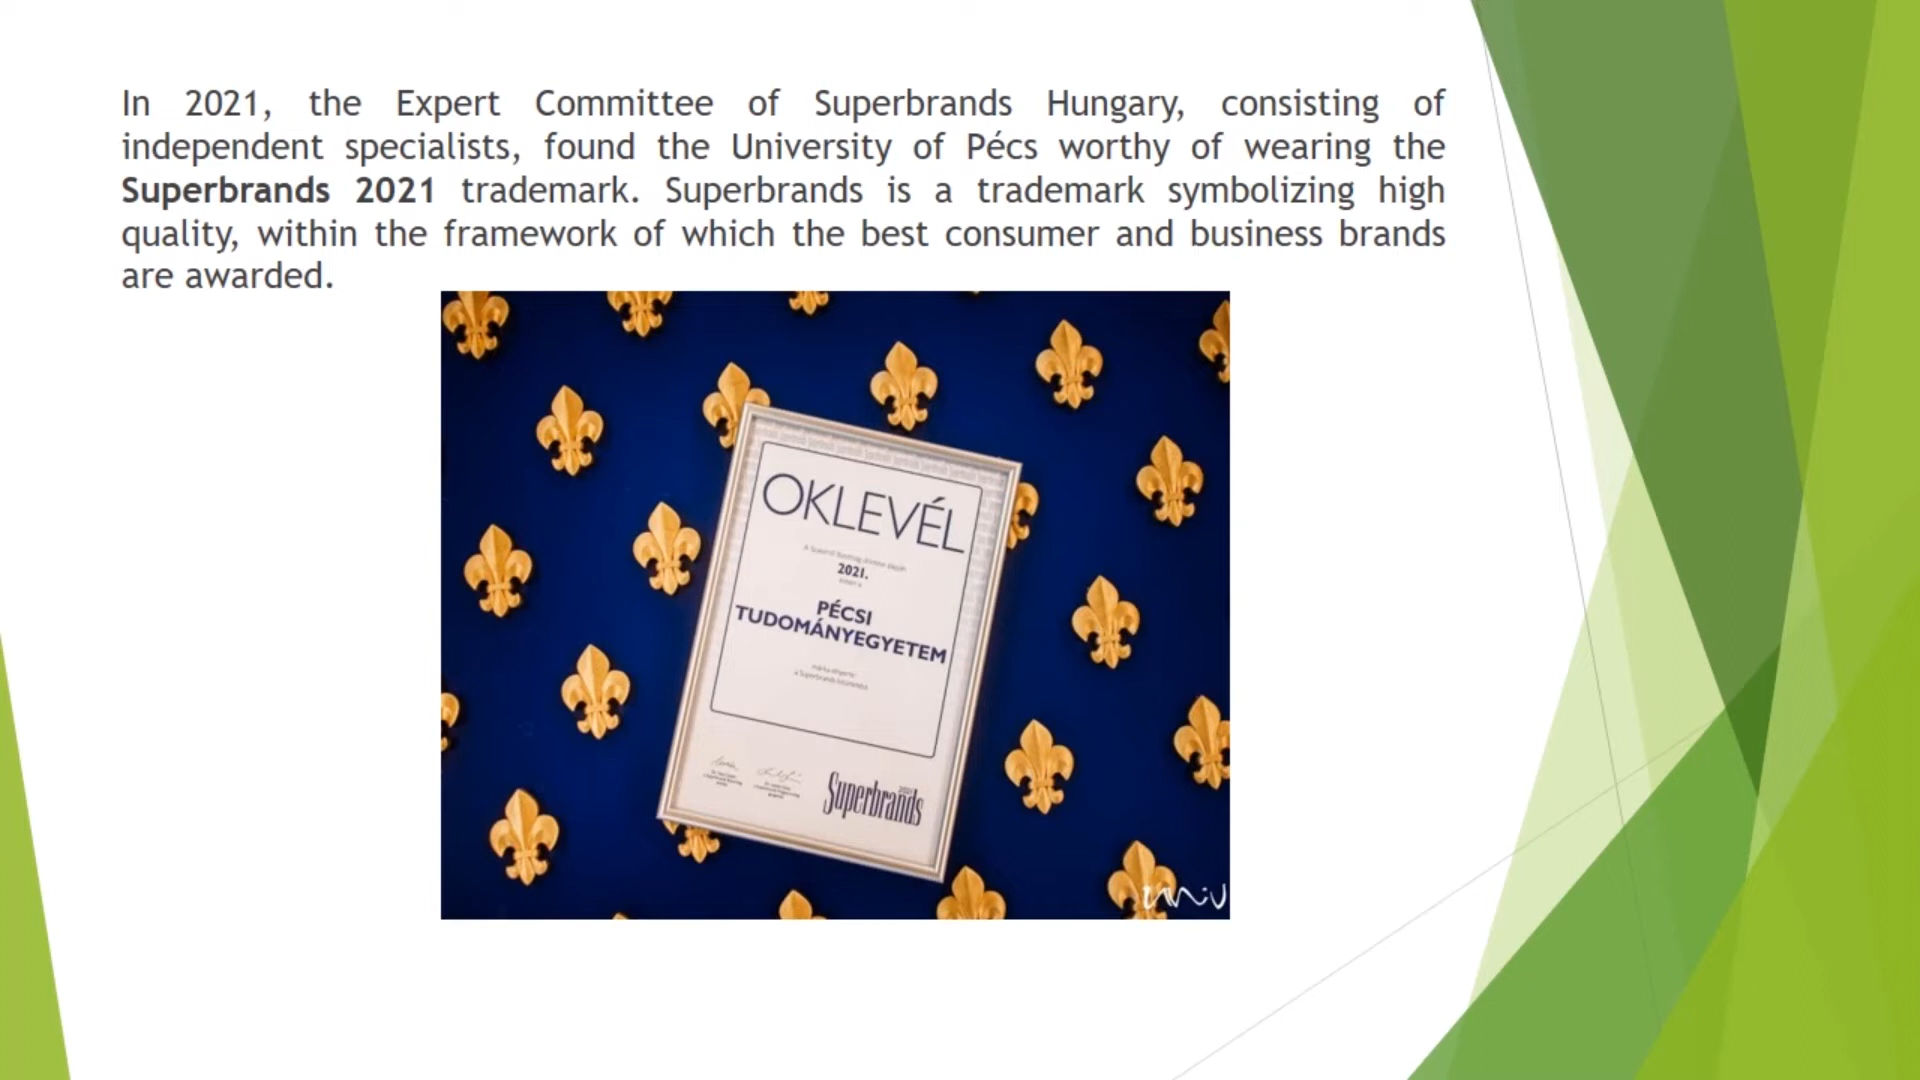 In 2021, the Expert Committee of Superbrands Hungary, consisting of
independent specialists, found the University of Pécs worthy of wearing the
Superbrands 2021 trademark. Superbrands is a trademark symbolizing high
quality, within the framework of which the best consumer and business brands
are awarded.
OKLEVÉL
2021.
PÉCSI
TUDOMÁNYEGYETEM
a Superbrands
2021
Superbrands